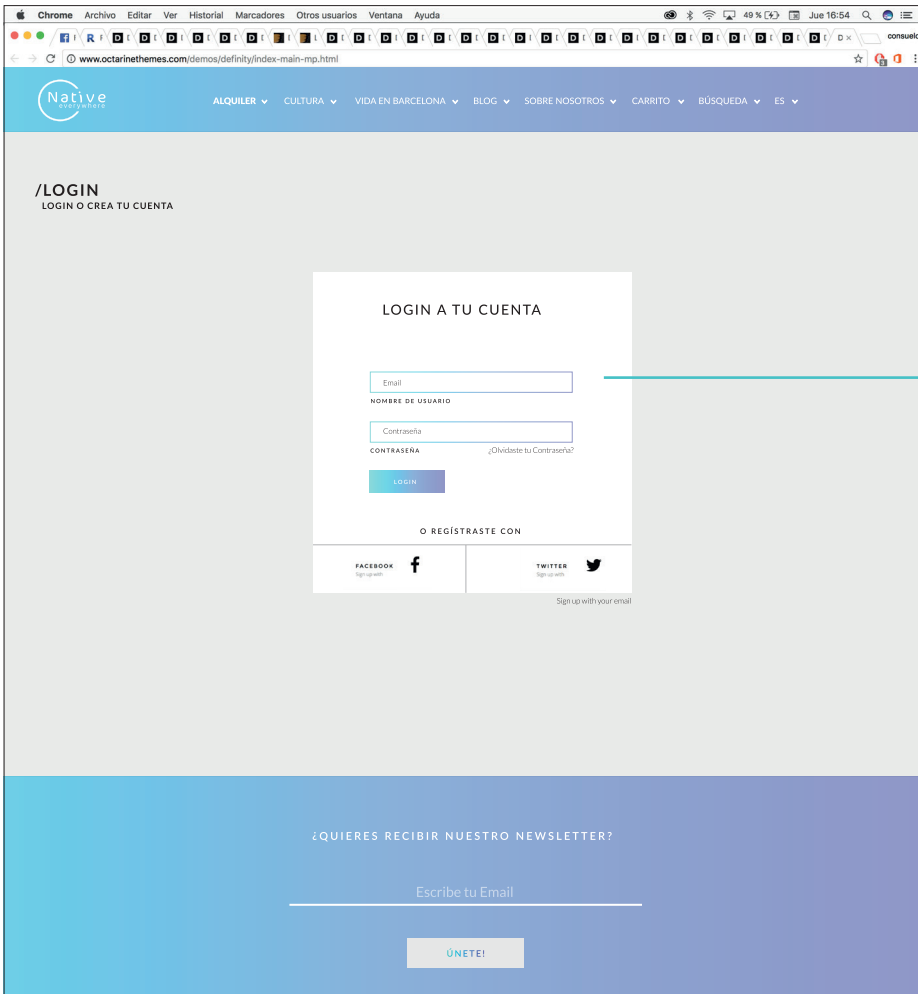 Chrome Archivo Editar Ver Historial Marcadores Otros usuarios Ventana Ayuda 49 % Jue 16:54
consuelo
www.octarinethemes.com/demos/definity/index-main-mp.html
Native
everywhere
ALQUILER CULTURA VIDA EN BARCELONA BLOG SOBRE NOSOTROS CARRITO BÚSQUEDA ES
/LOGIN
LOGIN O CREA TU CUENTA
LOGIN A TU CUENTA
Email
NOMBRE DE USUARIO
Contraseña
CONTRASEÑA ¿Olvidaste tu Contraseña?
LOGIN
O REGÍSTRASTE CON
FACEBOOK TWITTER
Sign up with Sign up with
Sign up with your email
¿QUIERES RECIBIR NUESTRO NEWSLETTER?
Escribe tu Email
ÚNETE!